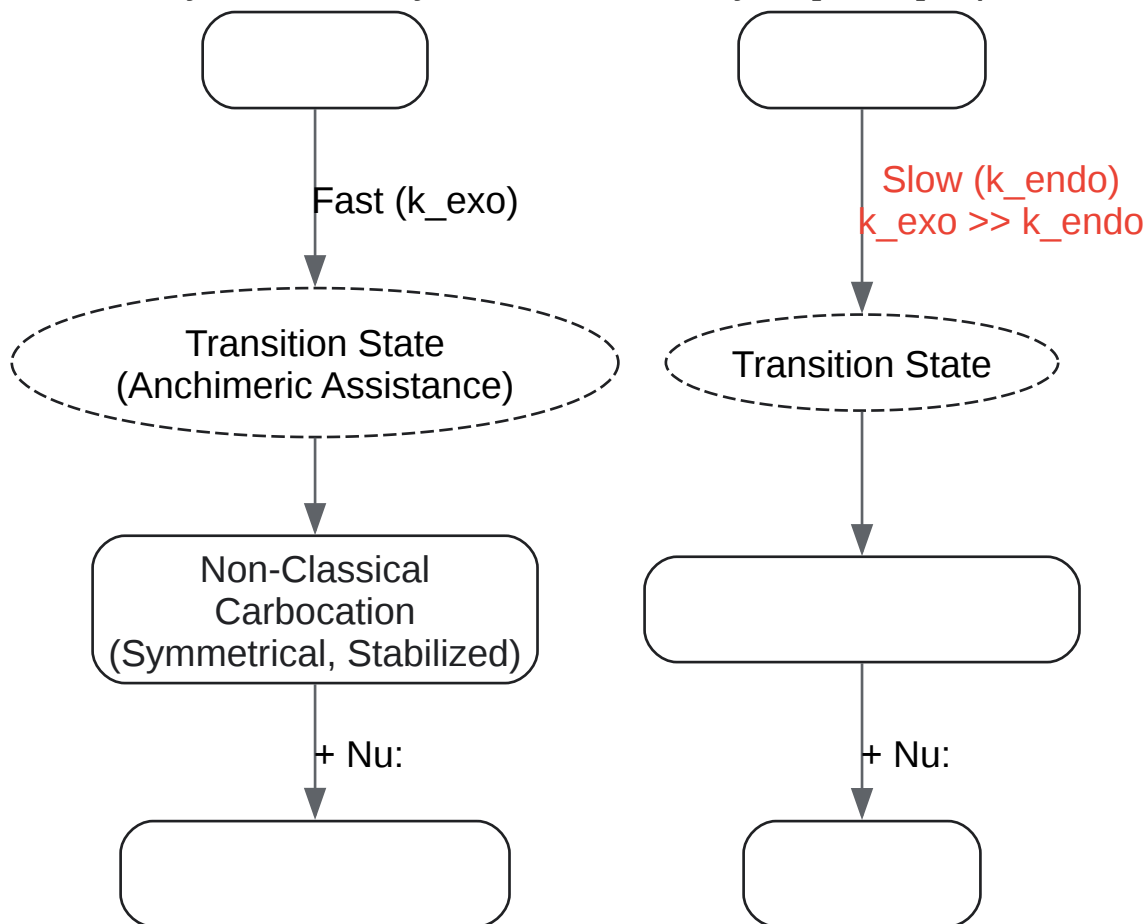 Fast (k_exo)
Slow (k_endo)
k_exo >> k_endo
Transition State
(Anchimeric Assistance)
Transition State
Non-Classical
Carbocation
(Symmetrical, Stabilized)
+ Nu:
+ Nu: